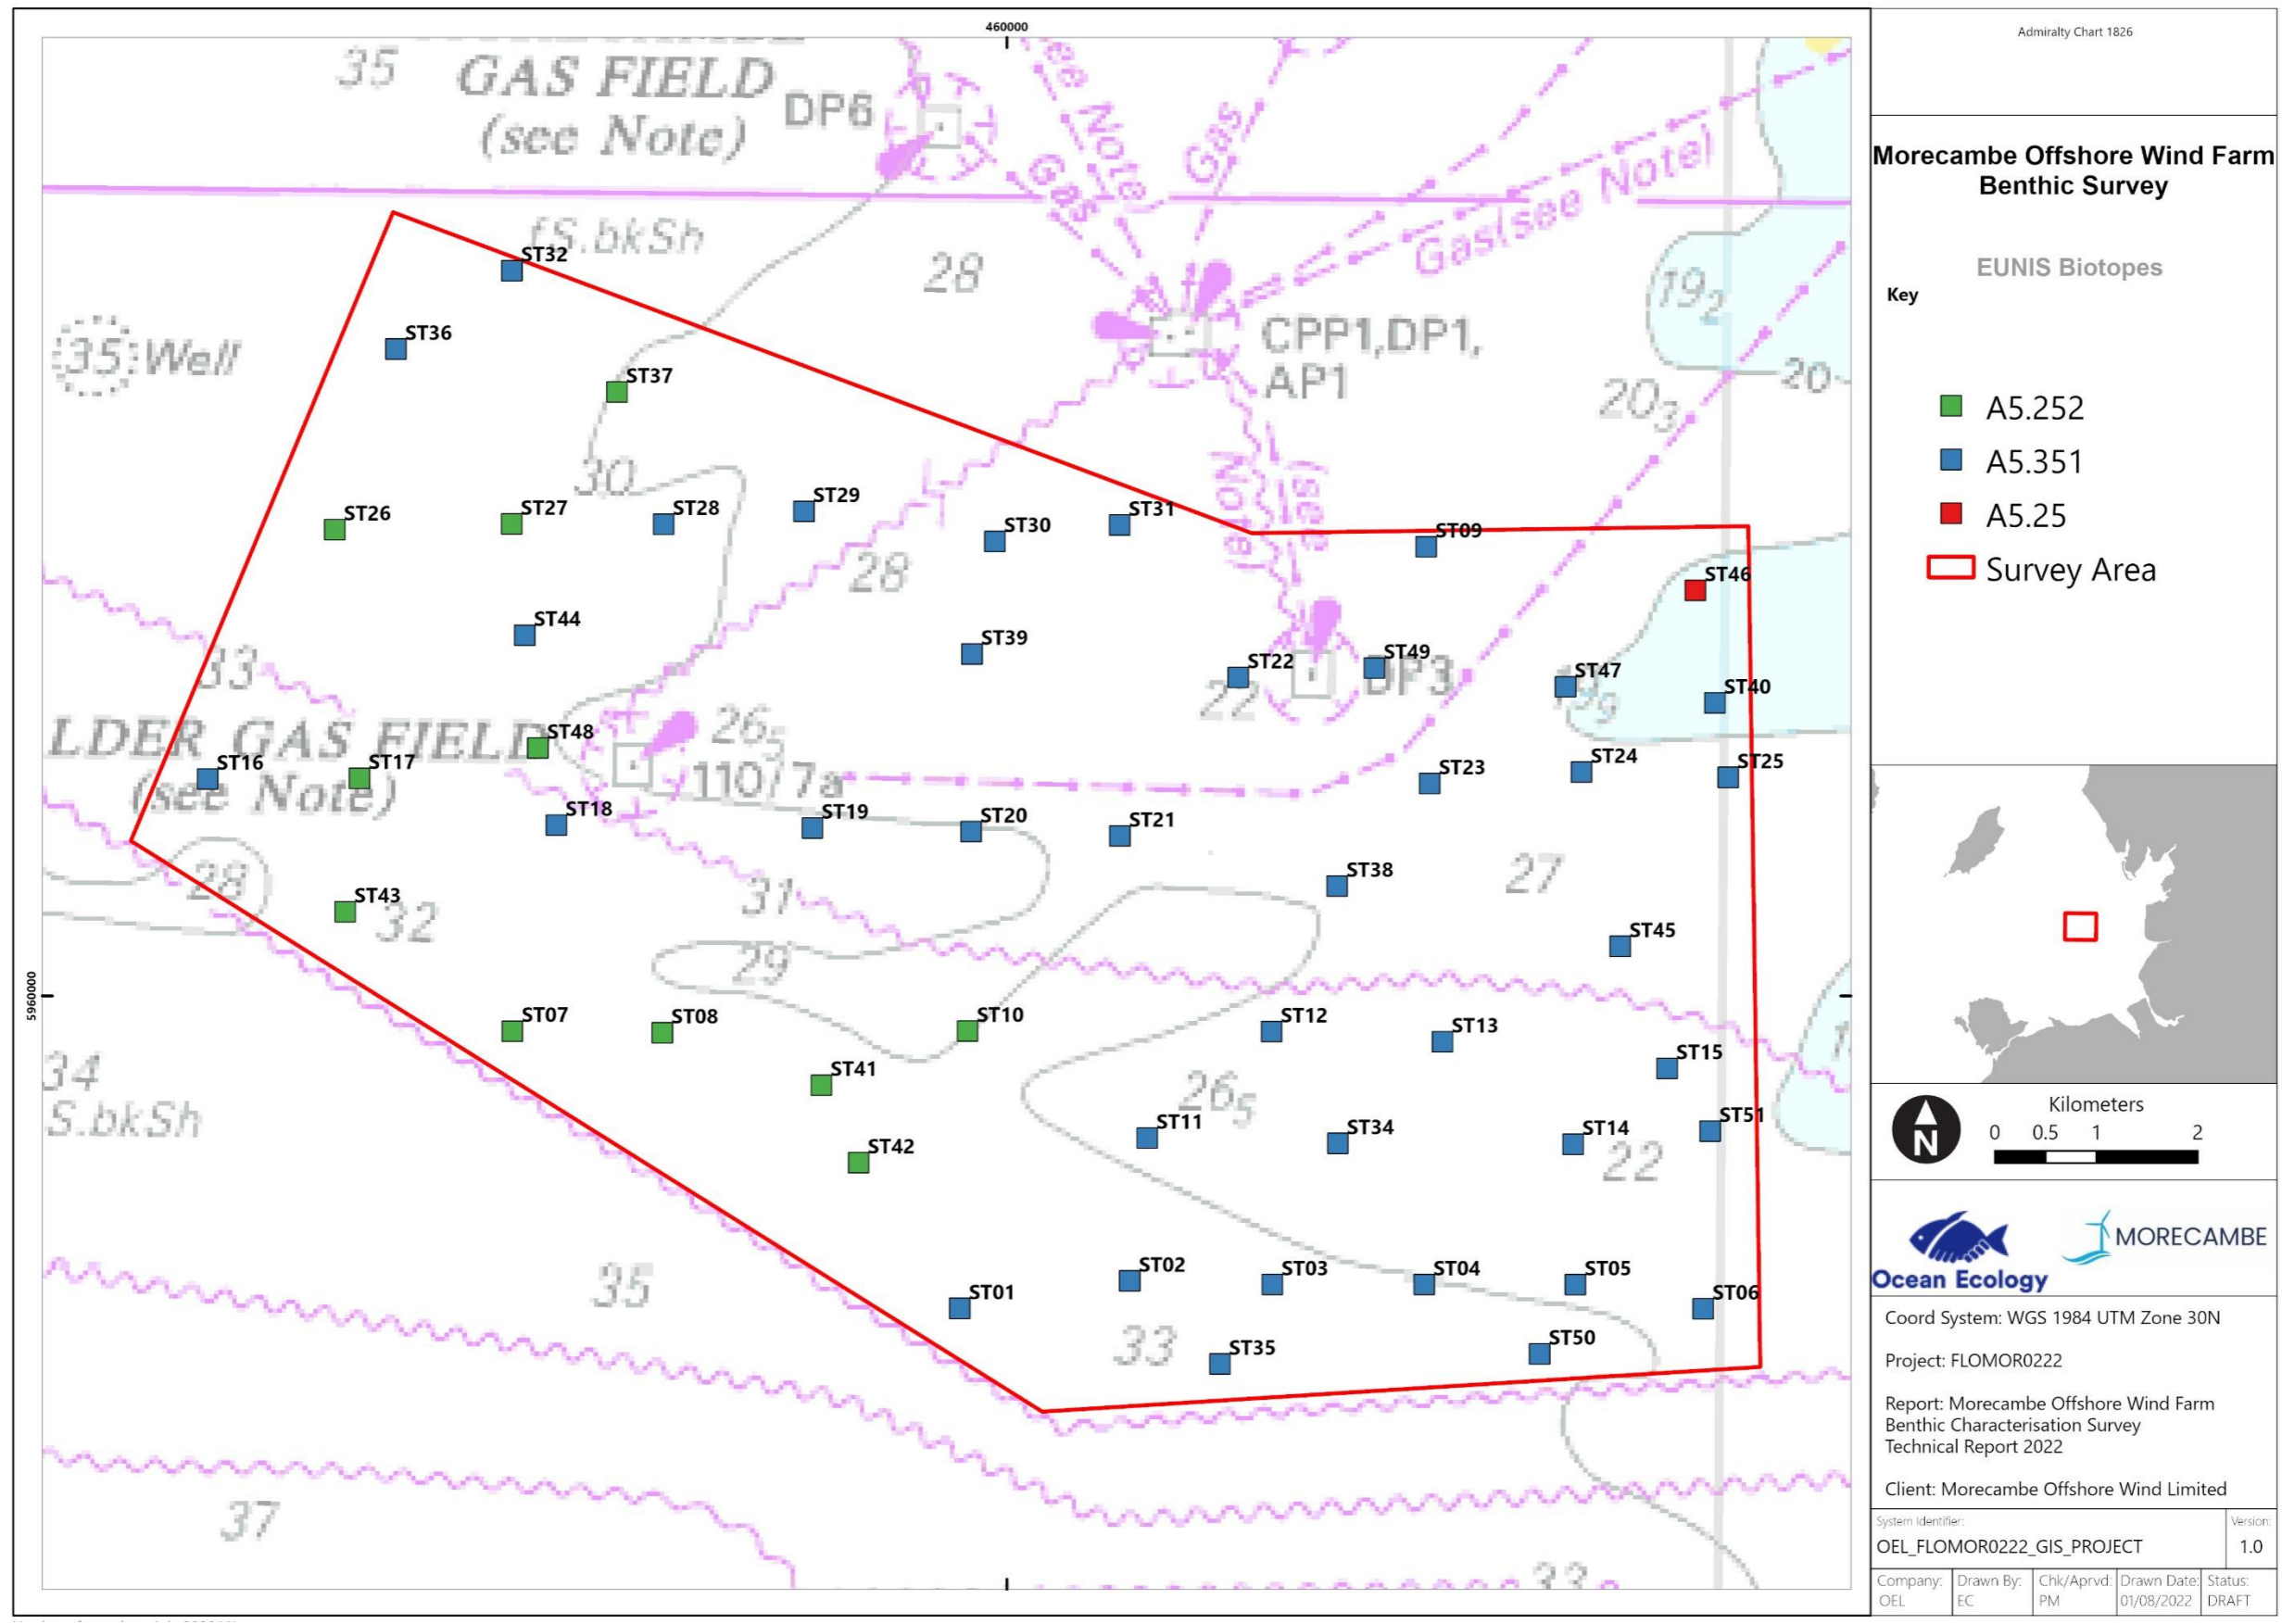 460000
5960000
35
GAS FIELD
(see Note)
DP6
Gas
see Note
Gas
Gas(see Note)
fS.bkSh
28
19₂
35 Well
CPP1,DP1,
AP1
20₃
20
30
28
33
22
DP3
LDER GAS FIELD
(see Note)
26₅
110/7a
28
32
31
29
27
34
S.bkSh
26₅
22
35
33
37
33
ST32
ST36
ST37
ST26
ST27
ST28
ST29
ST30
ST31
ST09
ST46
ST44
ST39
ST22
ST49
ST47
ST40
ST48
ST16
ST17
ST18
ST19
ST20
ST21
ST23
ST24
ST25
ST38
ST43
ST45
ST07
ST08
ST10
ST12
ST13
ST15
ST41
ST42
ST11
ST34
ST14
ST51
ST01
ST02
ST03
ST04
ST05
ST06
ST35
ST50
Admiralty Chart 1826
Morecambe Offshore Wind Farm
Benthic Survey
EUNIS Biotopes
Key
A5.252
A5.351
A5.25
Survey Area
N
Kilometers
0 0.5 1 2
Ocean Ecology
MORECAMBE
Coord System: WGS 1984 UTM Zone 30N
Project: FLOMOR0222
Report: Morecambe Offshore Wind Farm
Benthic Characterisation Survey
Technical Report 2022
Client: Morecambe Offshore Wind Limited
System Identifier: Version:
OEL_FLOMOR0222_GIS_PROJECT 1.0
Company: Drawn By: Chk/Aprvd: Drawn Date: Status:
OEL EC PM 01/08/2022 DRAFT